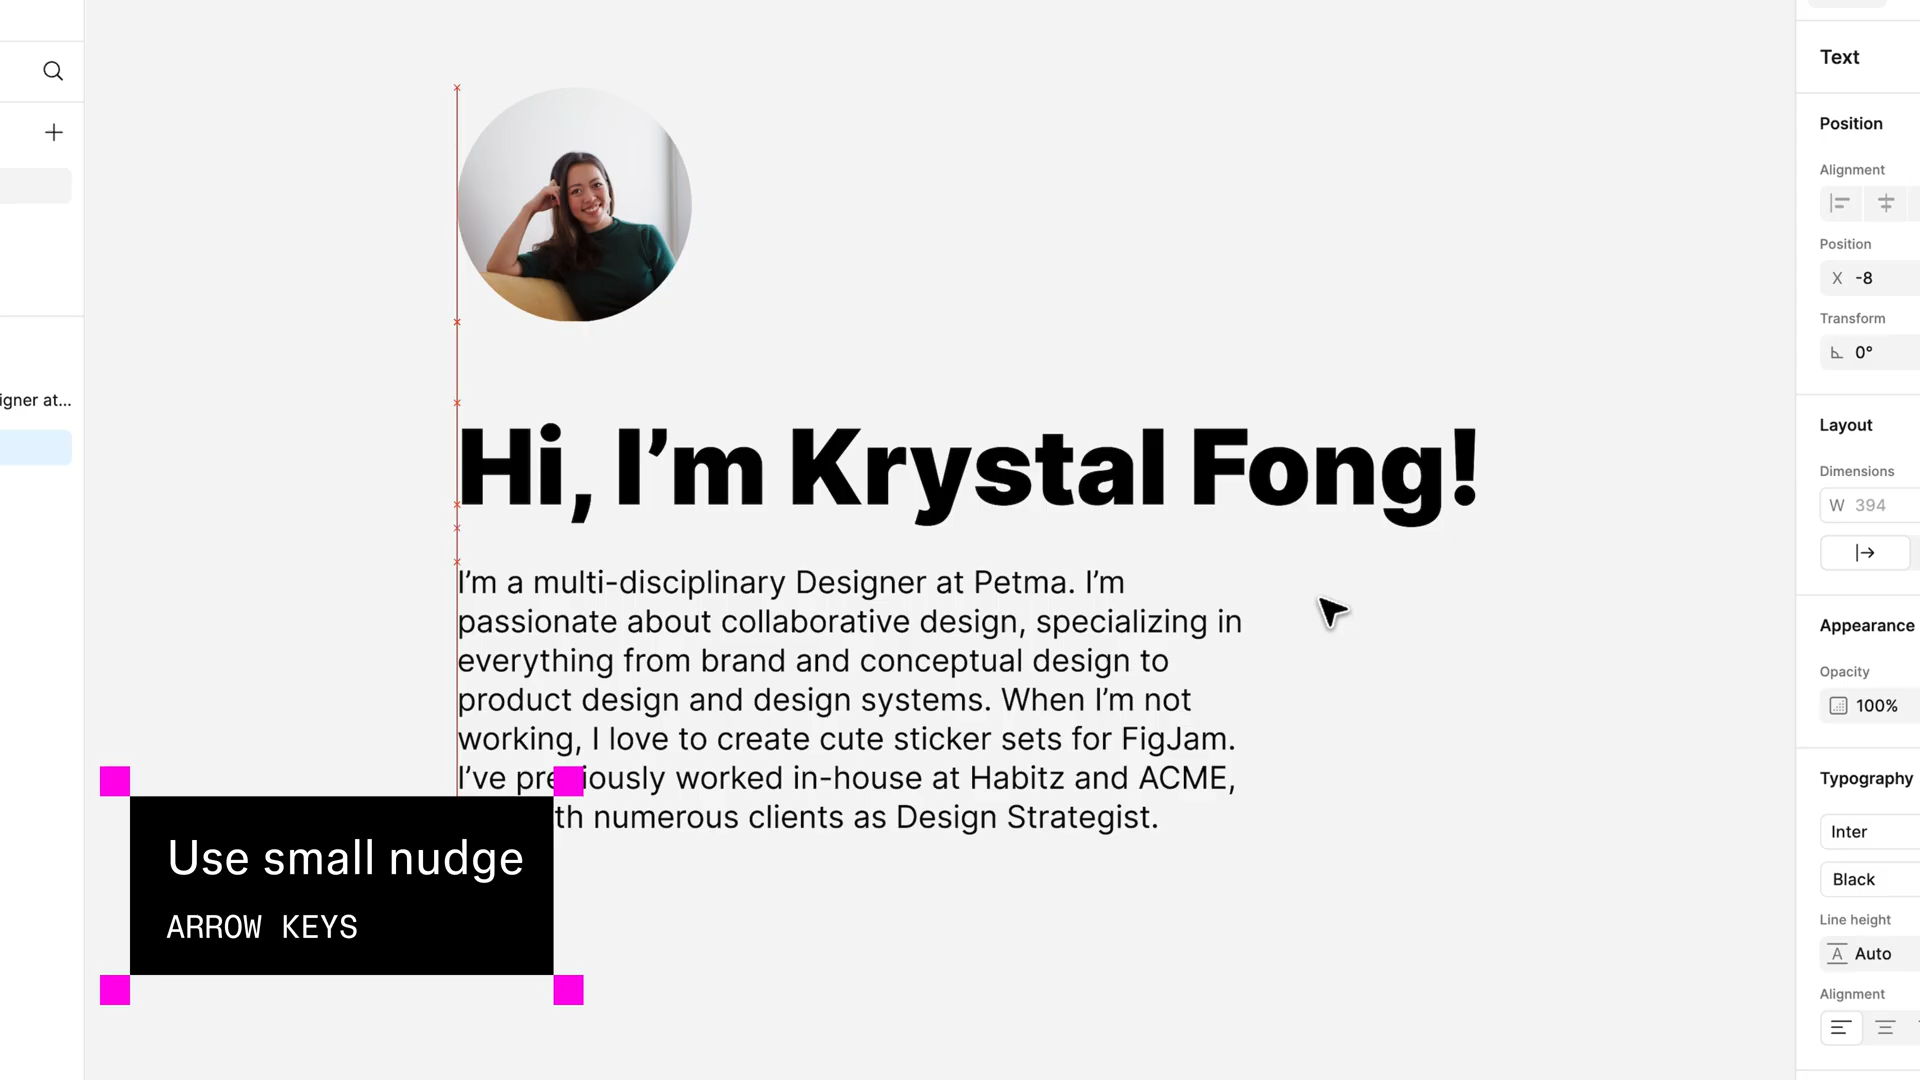 Text
Position
Alignment
Position
X -8
Transform
0°
igner at...
Layout
Dimensions
W 394
Appearance
Opacity
100%
Typography
Inter
Black
Line height
Auto
Alignment
Hi, I’m Krystal Fong!
I’m a multi-disciplinary Designer at Petma. I’m
passionate about collaborative design, specializing in
everything from brand and conceptual design to
product design and design systems. When I’m not
working, I love to create cute sticker sets for FigJam.
I’ve previously worked in-house at Habitz and ACME,
th numerous clients as Design Strategist.
Use small nudge
ARROW KEYS